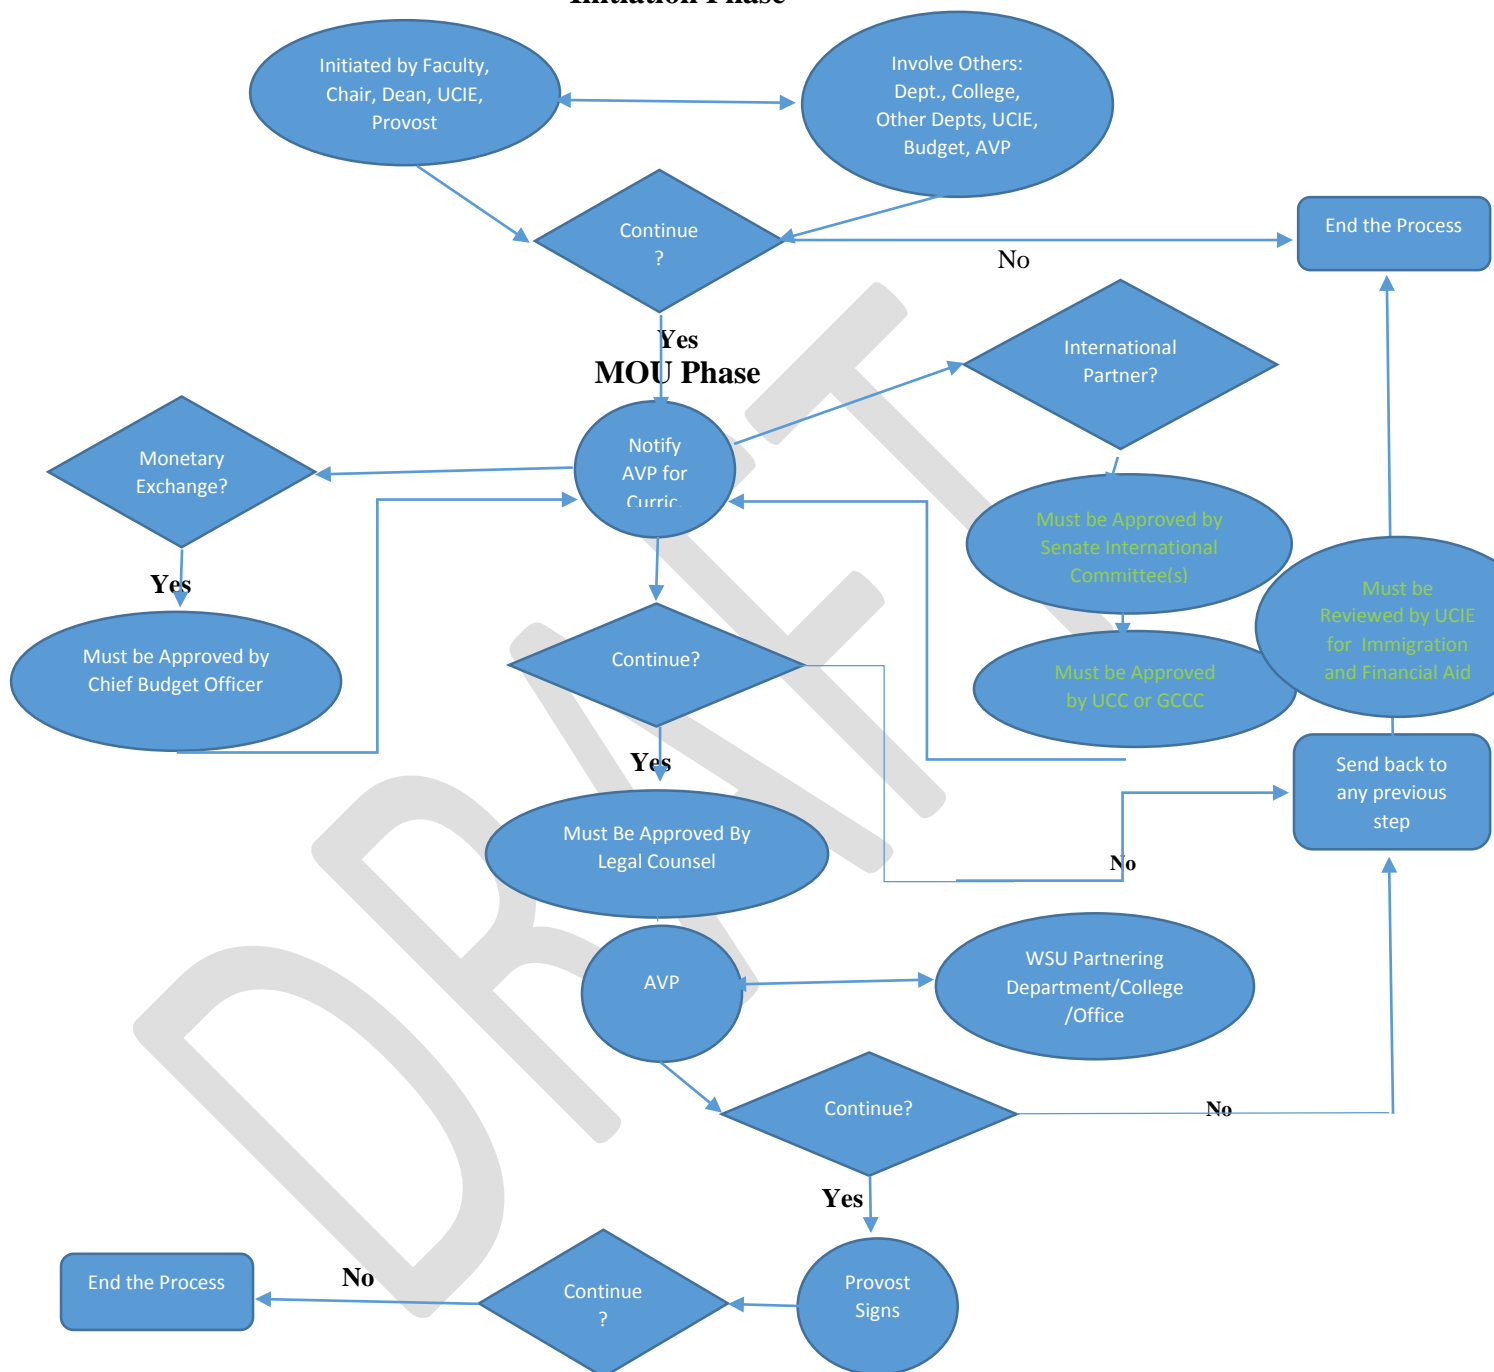 Initiation Phase
Initiated by Faculty,
Chair, Dean, UCIE,
Provost
Involve Others:
Dept., College,
Other Depts, UCIE,
Budget, AVP
Continue
?
End the Process
No
Yes
MOU Phase
International
Partner?
Monetary
Exchange?
Notify
AVP for
Curric.
Must be Approved by
Senate International
Committee(s)
Yes
Must be
Reviewed by UCIE
for Immigration
and Financial Aid
Must be Approved by
Chief Budget Officer
Continue?
Must be Approved
by UCC or GCCC
Yes
Send back to
any previous
step
Must Be Approved By
Legal Counsel
No
AVP
WSU Partnering
Department/College
/Office
Continue?
No
Yes
Provost
Signs
Continue
?
No
End the Process
DRAFT